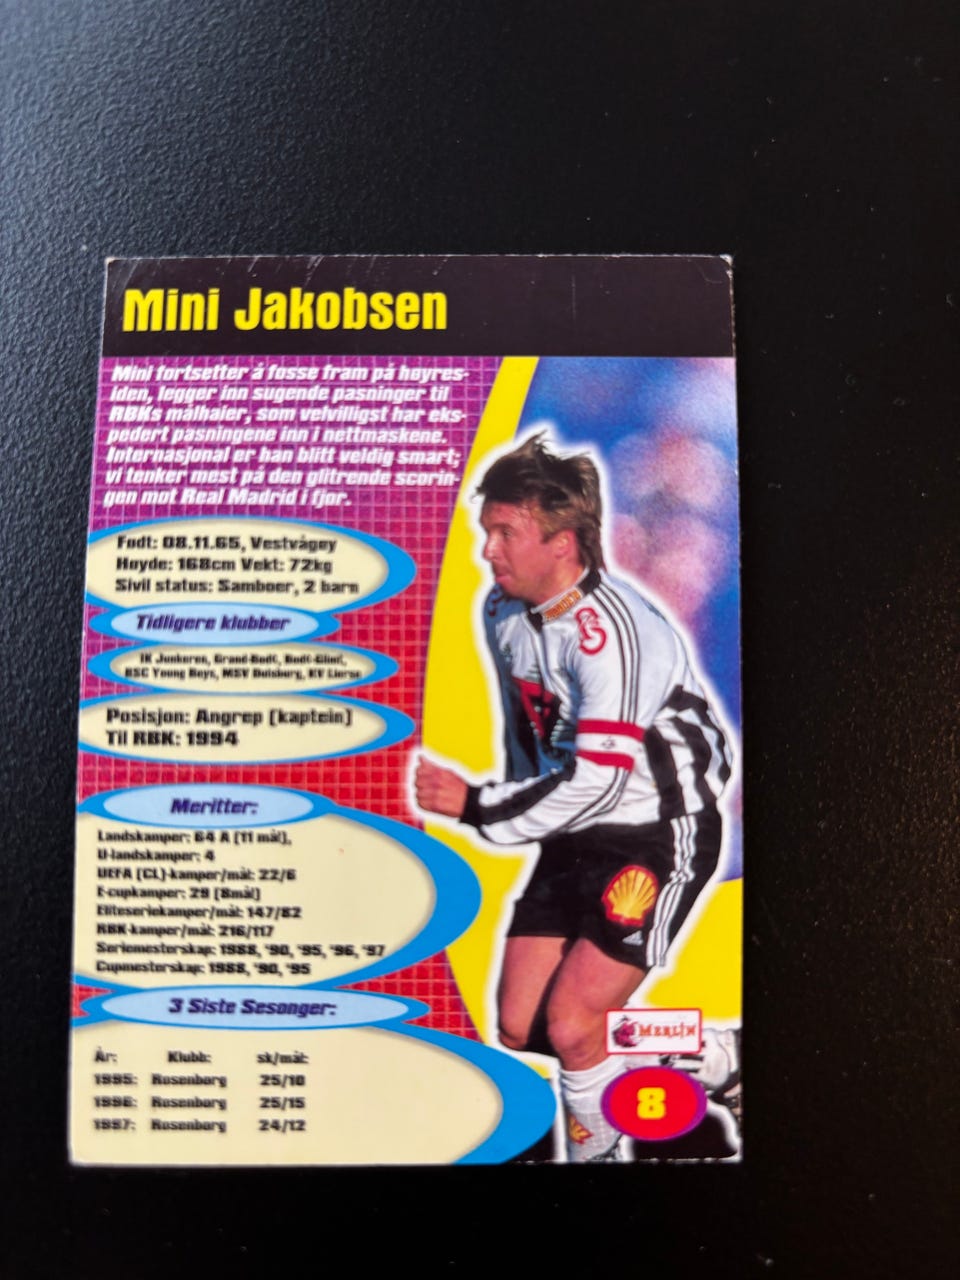 Mini Jakobsen
Mini fortsetter å fosse fram på høyres-
iden, legger inn sugende pasninger til
RBKs målhaier, som velvilligst har eks-
pedert pasningene inn i nettmaskene.
Internasjonal er han blitt veldig smart;
vi tenker mest på den glitrende scorin-
gen mot Real Madrid i fjor.
Født: 08.11.65, Vestvågøy
Høyde: 168cm Vekt: 72kg
Sivil status: Samboer, 2 barn
Tidligere klubber
IK Junkeren, Grand-Bodø, Bodø-Glimt,
BSC Young Boys, MSV Duisburg, KV Lierse
Posisjon: Angrep (kaptein)
Til RBK: 1994
Meritter:
Landskamper: 64 A (11 mål),
U-landskamper: 4
UEFA (CL)-kamper/mål: 22/6
E-cupkamper: 29 (8mål)
Eliteseriekamper/mål: 147/82
RBK-kamper/mål: 216/117
Seriemesterskap: 1988, '90, '95, '96, '97
Cupmesterskap: 1988, '90, '95
3 Siste Sesonger:
År: Klubb: sk/mål:
1995: Rosenborg 25/10
1996: Rosenborg 25/15
1997: Rosenborg 24/12
MERLIN
8